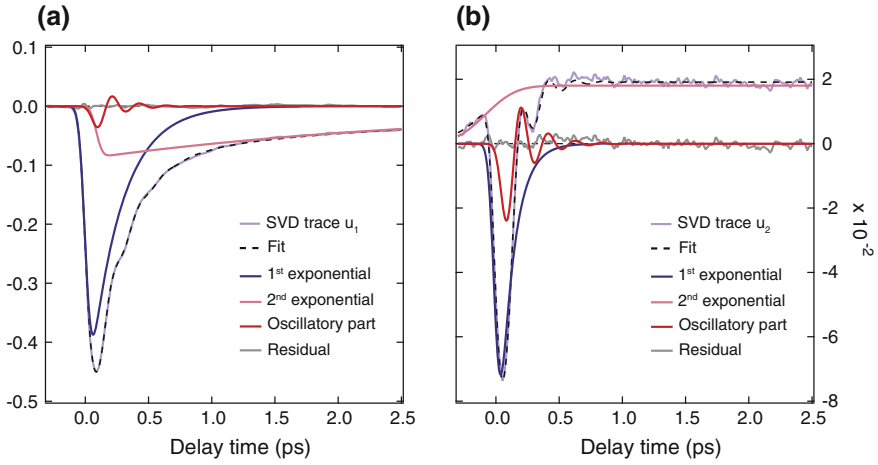 (a)
(b)
0.1
0.0
-0.1
-0.2
-0.3
-0.4
-0.5
SVD trace u1
Fit
1st exponential
2nd exponential
Oscillatory part
Residual
0.0 0.5 1.0 1.5 2.0 2.5
Delay time (ps)
SVD trace u2
Fit
1st exponential
2nd exponential
Oscillatory part
Residual
2
0
-2
-4
-6
-8
x 10-2
0.0 0.5 1.0 1.5 2.0 2.5
Delay time (ps)